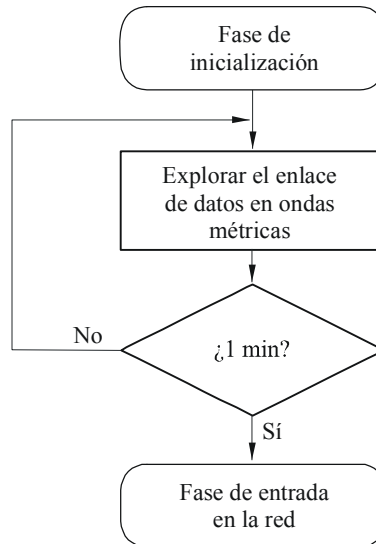 Fase de
inicialización
Explorar el enlace
de datos en ondas
métricas
No
¿1 min?
Sí
Fase de entrada
en la red